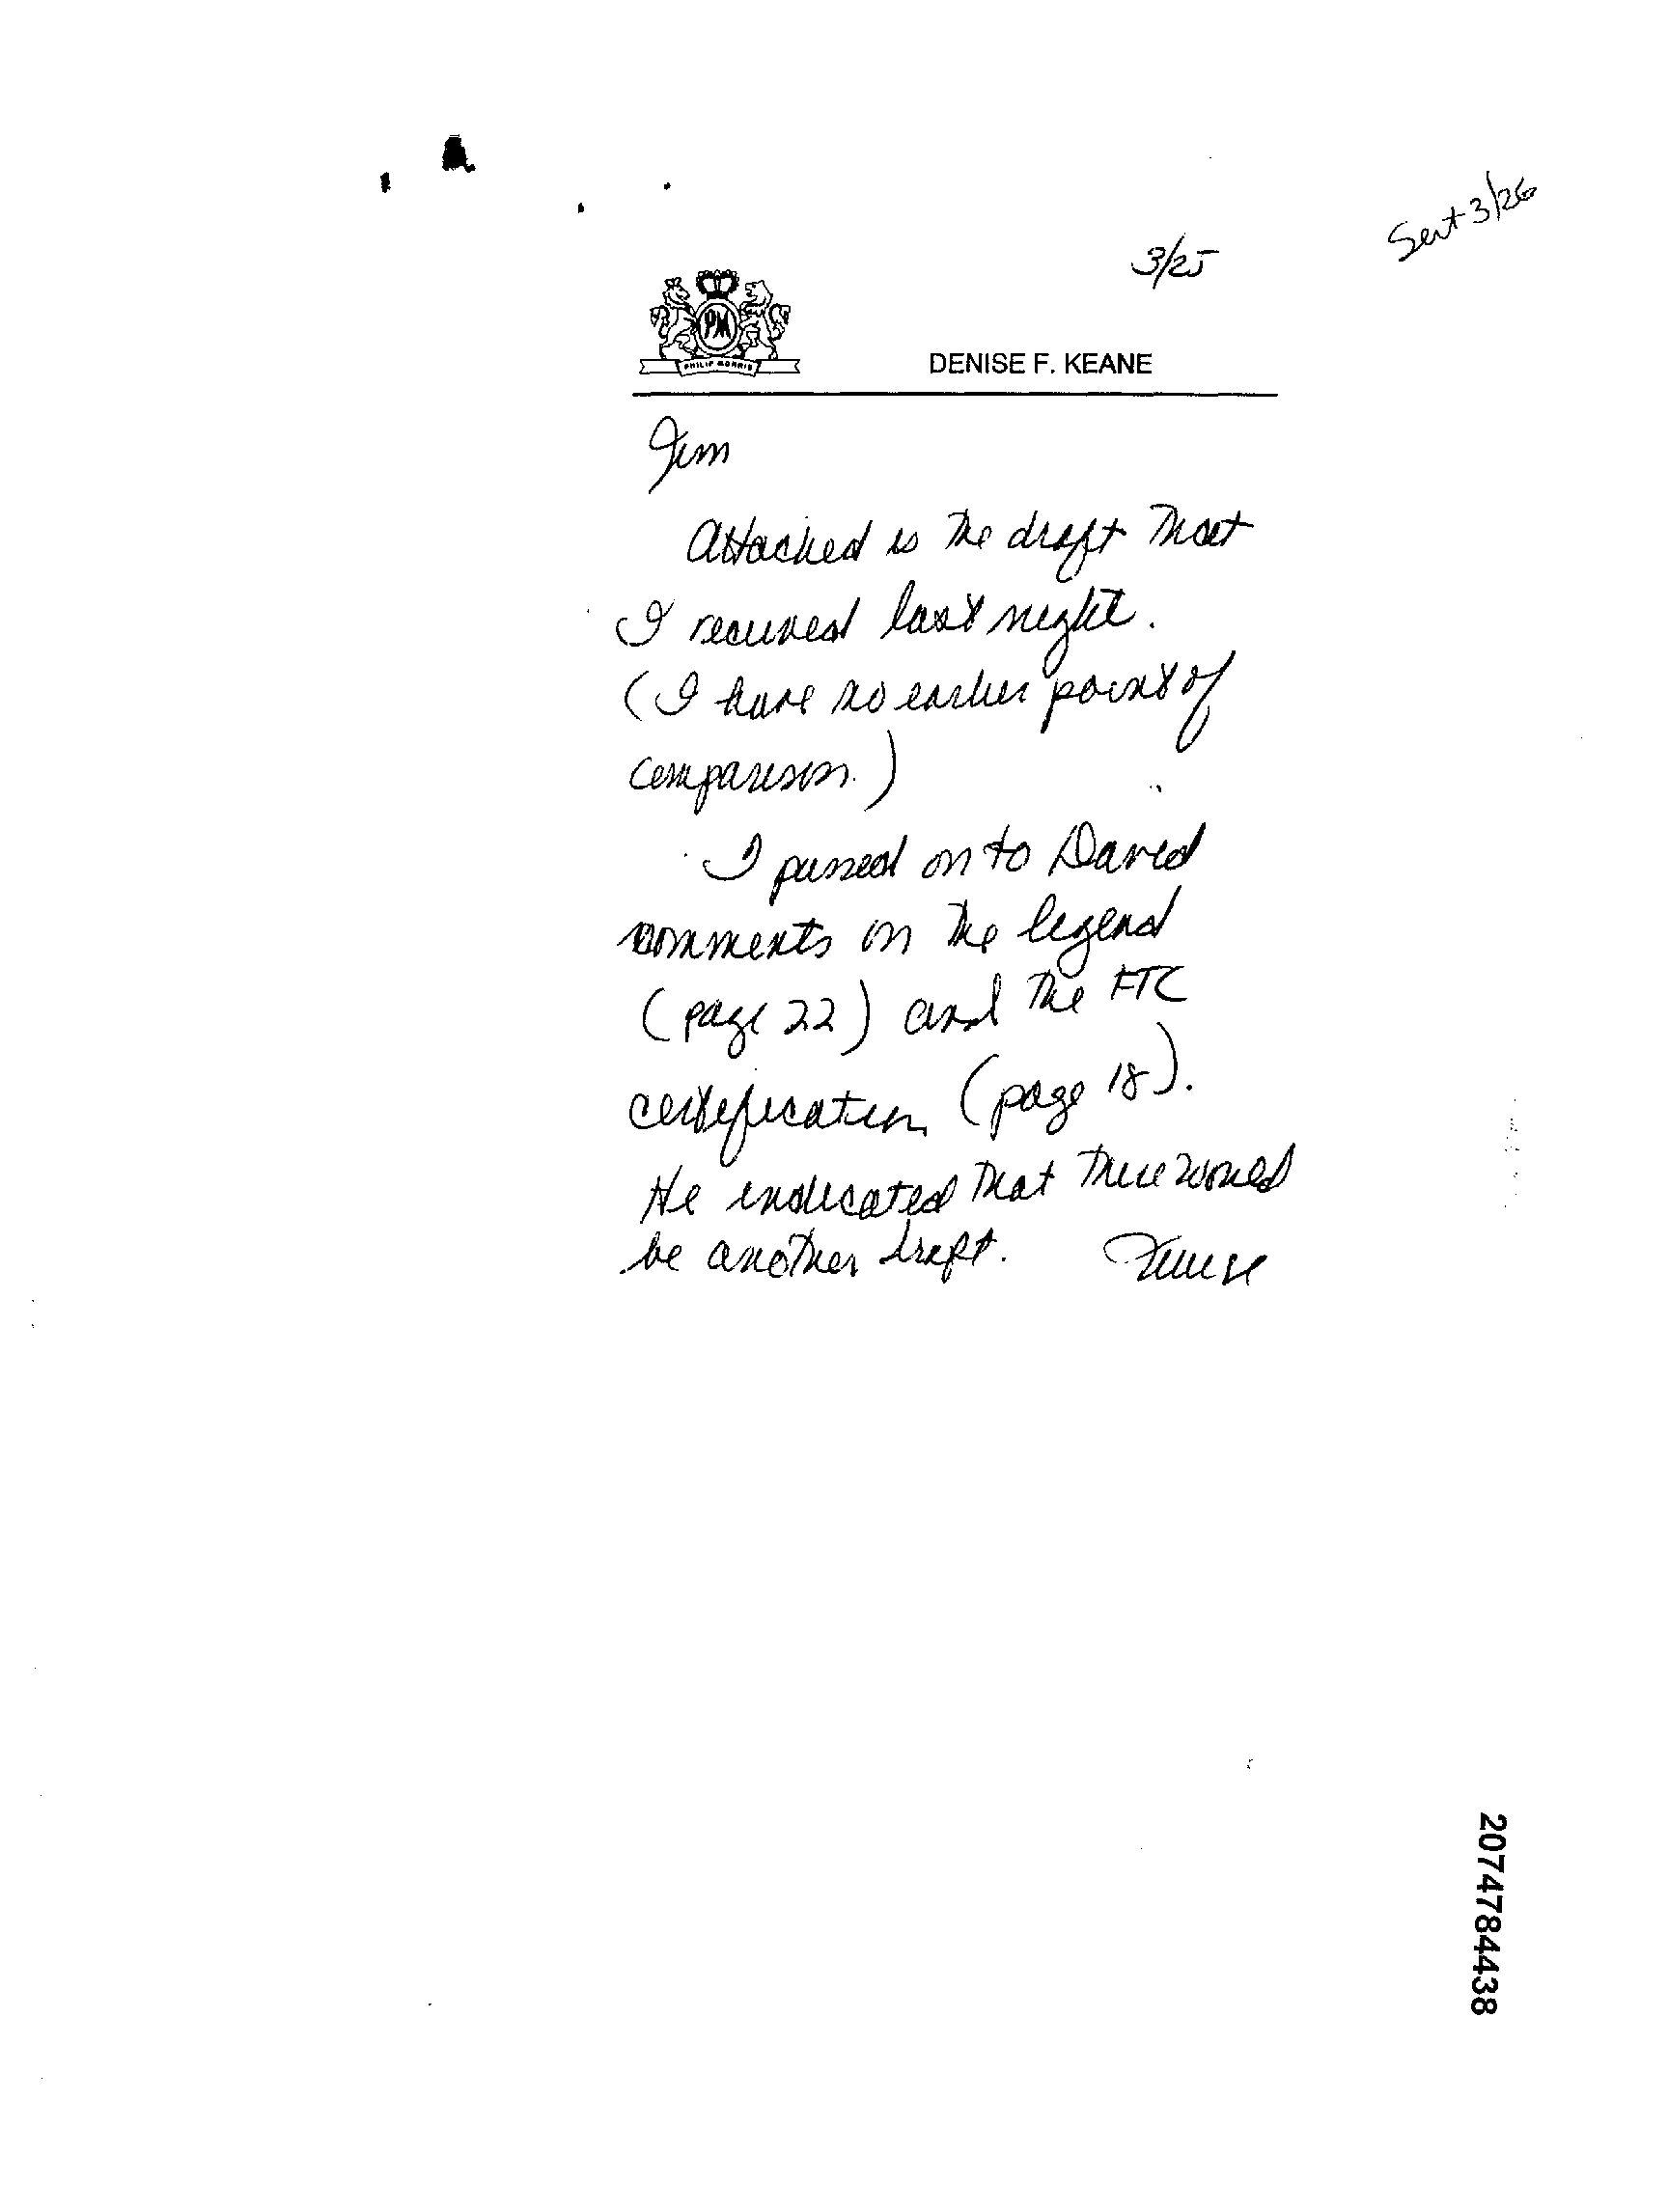 Sent 3/26
3/25
PM
PHILIP MORRIS
DENISE F. KEANE
Jim
Attached is the draft that
I received last night.
(I have no earlier point of
comparison.)
I passed on to David
comments on the legend
(page 22) and the FTC
certification (page 18).
He indicated that there would
be another draft. Denise
2074784438